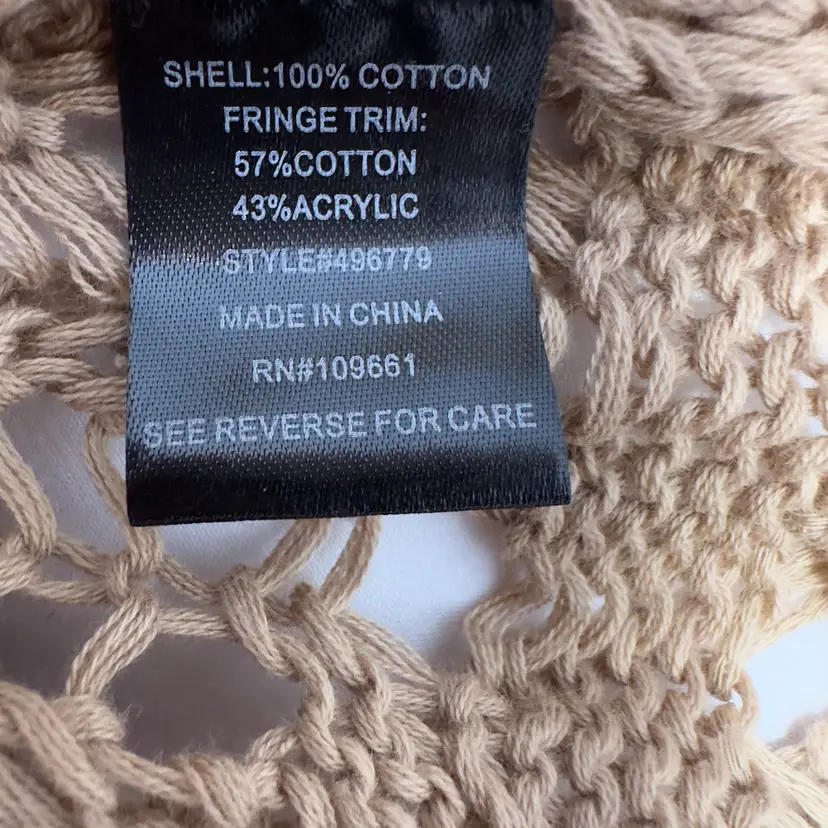 SHELL:100% COTTON
FRINGE TRIM:
57%COTTON
43%ACRYLIC
STYLE#496779
MADE IN CHINA
RN#109661
SEE REVERSE FOR CARE